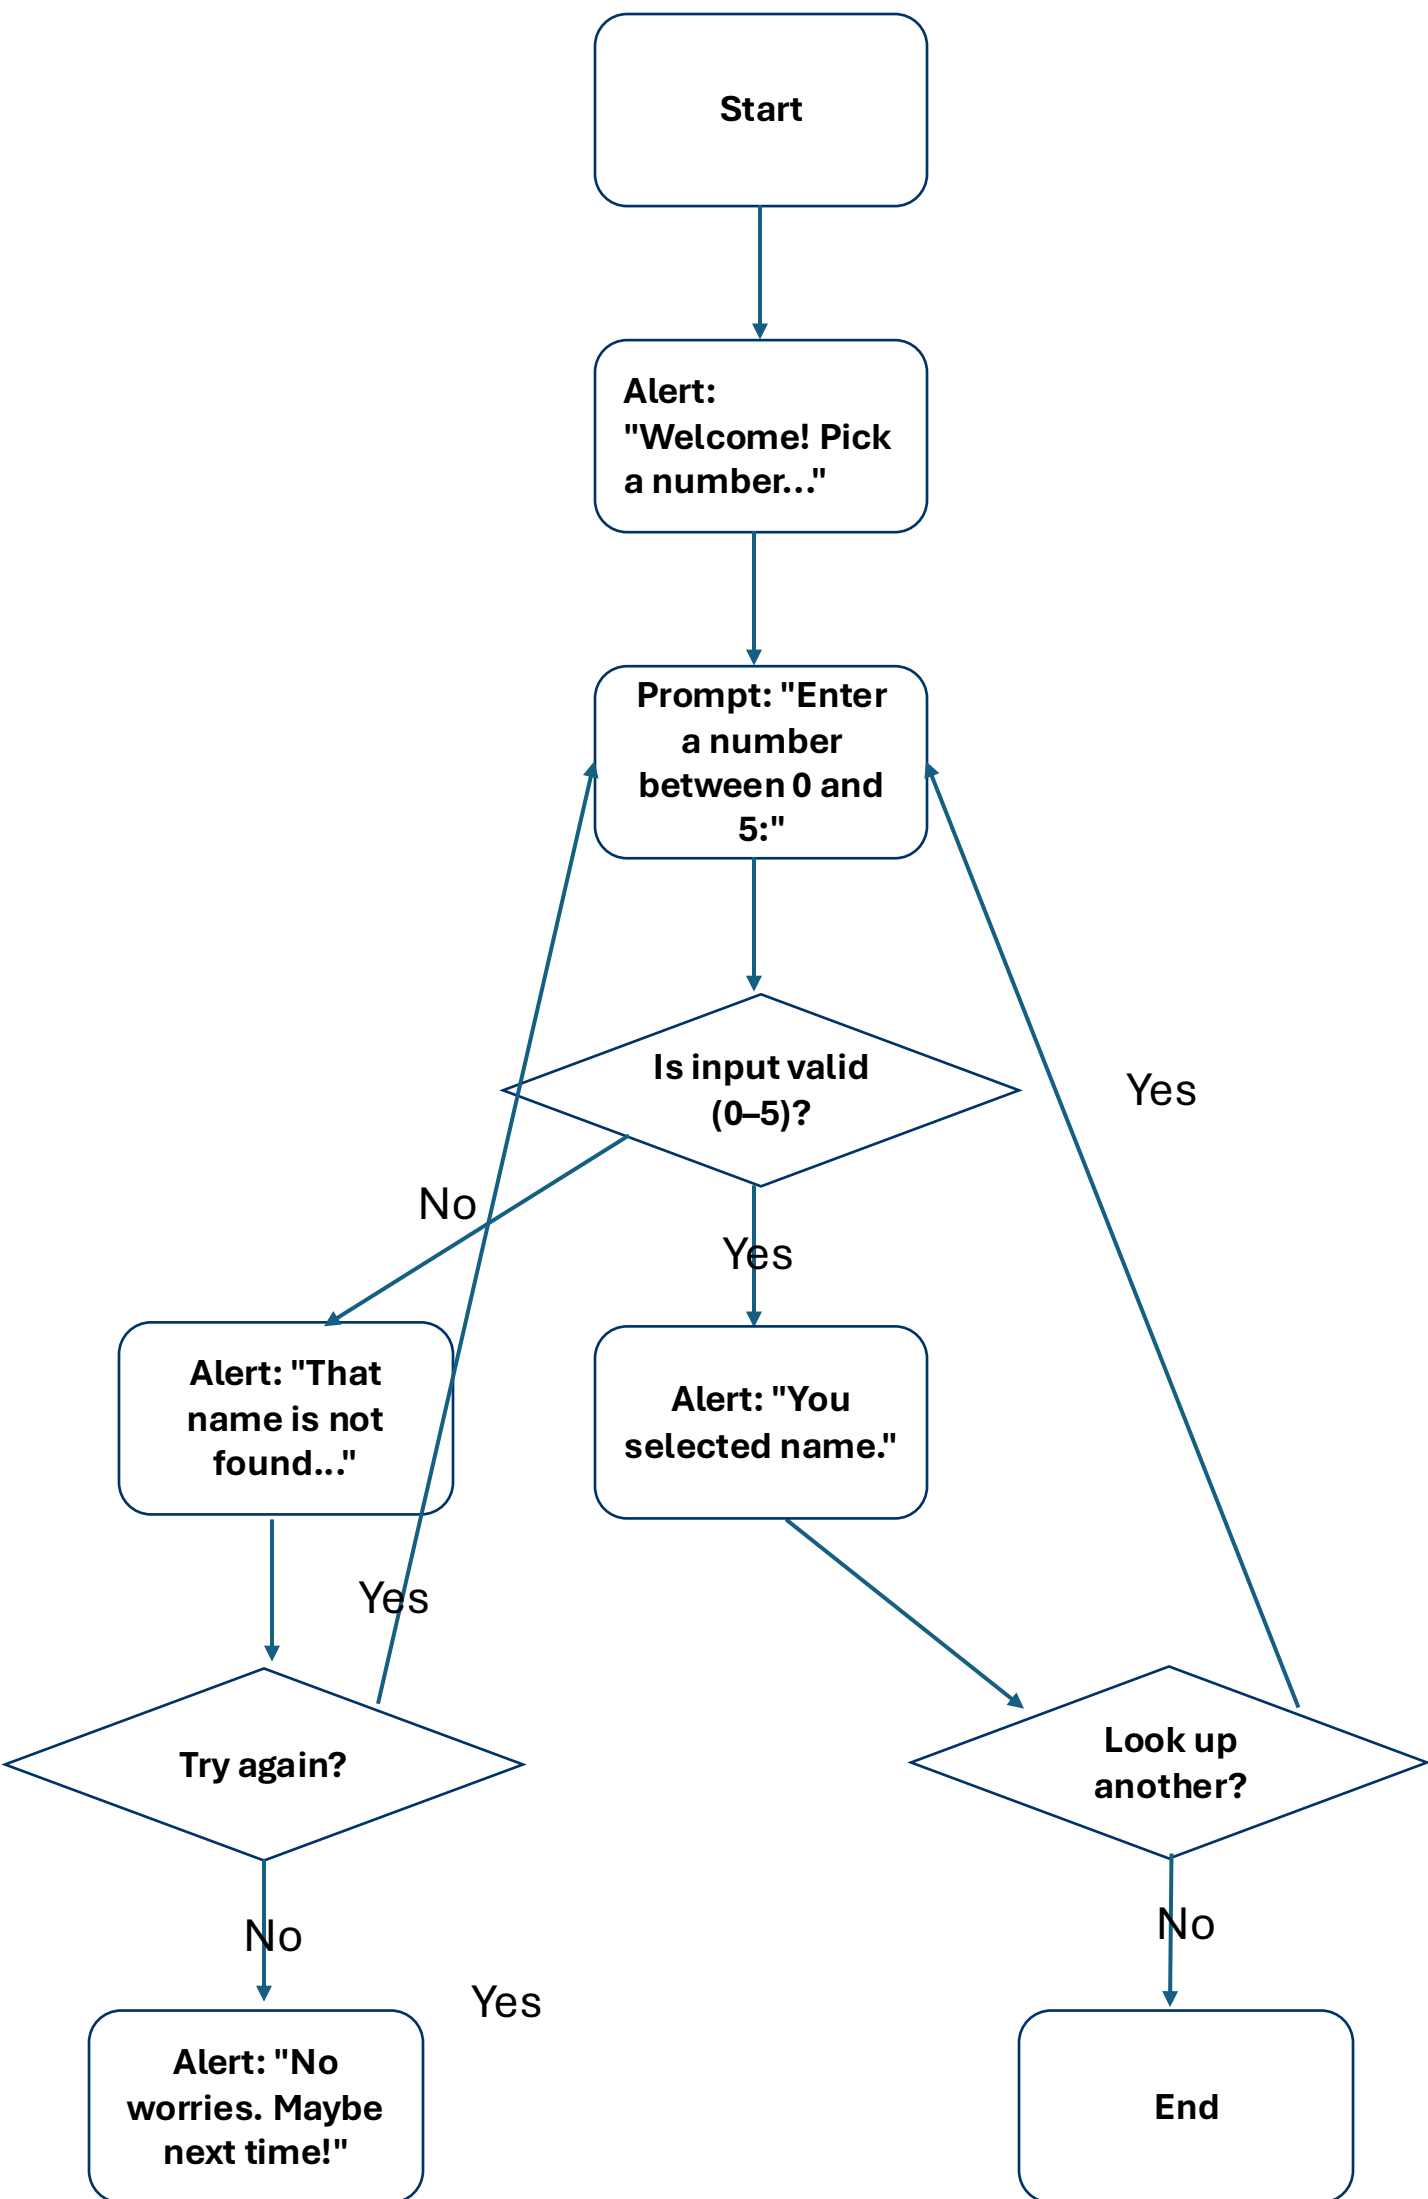 Start
Alert:
"Welcome! Pick
a number..."
Prompt: "Enter
a number
between 0 and
5:"
Is input valid
(0–5)?
Yes
No
Yes
Alert: "That
name is not
found..."
Alert: "You
selected name."
Yes
Try again?
Look up
another?
No
No
Yes
Alert: "No
worries. Maybe
next time!"
End